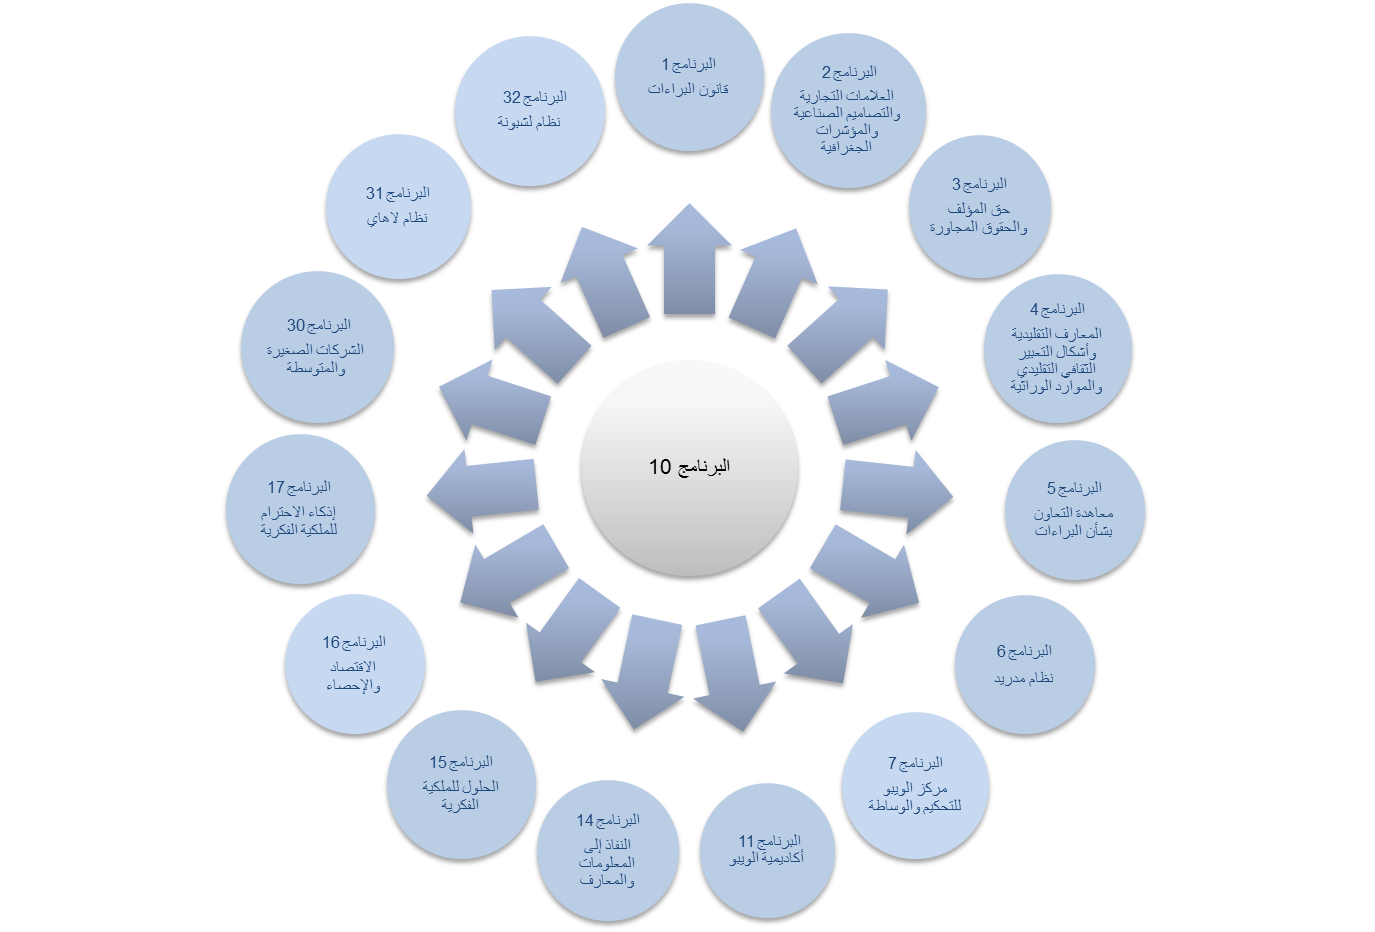 البرنامج 1
قانون البراءات
البرنامج 2
العلامات التجارية
والتصاميم الصناعية
والمؤشرات
الجغرافية
البرنامج 3
حق المؤلف
والحقوق المجاورة
البرنامج 4
المعارف التقليدية
وأشكال التعبير
الثقافي التقليدي
والموارد الوراثية
البرنامج 5
معاهدة التعاون
بشأن البراءات
البرنامج 6
نظام مدريد
البرنامج 7
مركز الويبو
للتحكيم والوساطة
البرنامج 11
أكاديمية الويبو
البرنامج 14
النفاذ إلى
المعلومات
والمعارف
البرنامج 15
الحلول للملكية
الفكرية
البرنامج 16
الاقتصاد
والإحصاء
البرنامج 17
إذكاء الاحترام
للملكية الفكرية
البرنامج 30
الشركات الصغيرة
والمتوسطة
البرنامج 31
نظام لاهاي
البرنامج 32
نظام لشبونة
البرنامج 10